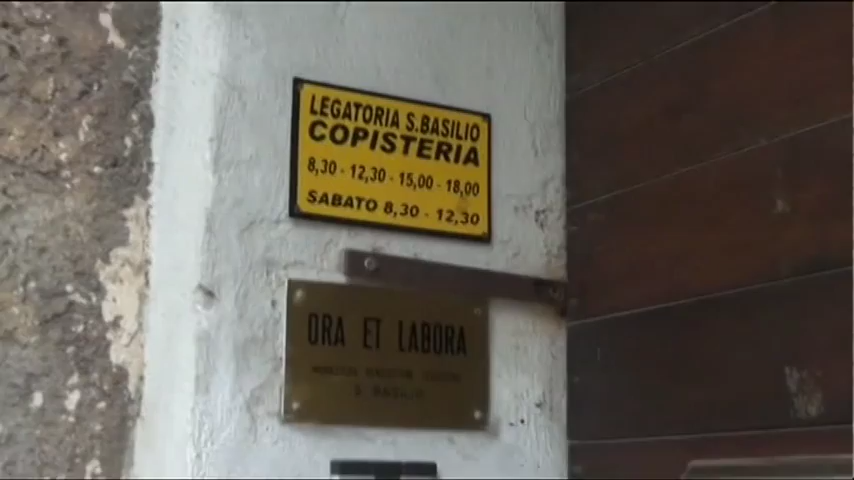 LEGATORIA S.BASILIO
COPISTERIA
8,30 - 12,30 - 15,00 - 18,00
SABATO 8,30 - 12,30
ORA ET LABORA
S. BASILIO